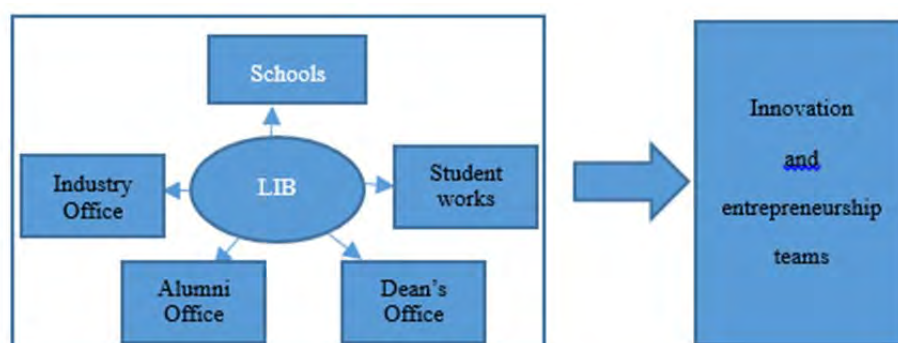 Schools
Industry
Office
LIB
Student
works
Alumni
Office
Dean's
Office
Innovation
and
entrepreneurship
teams